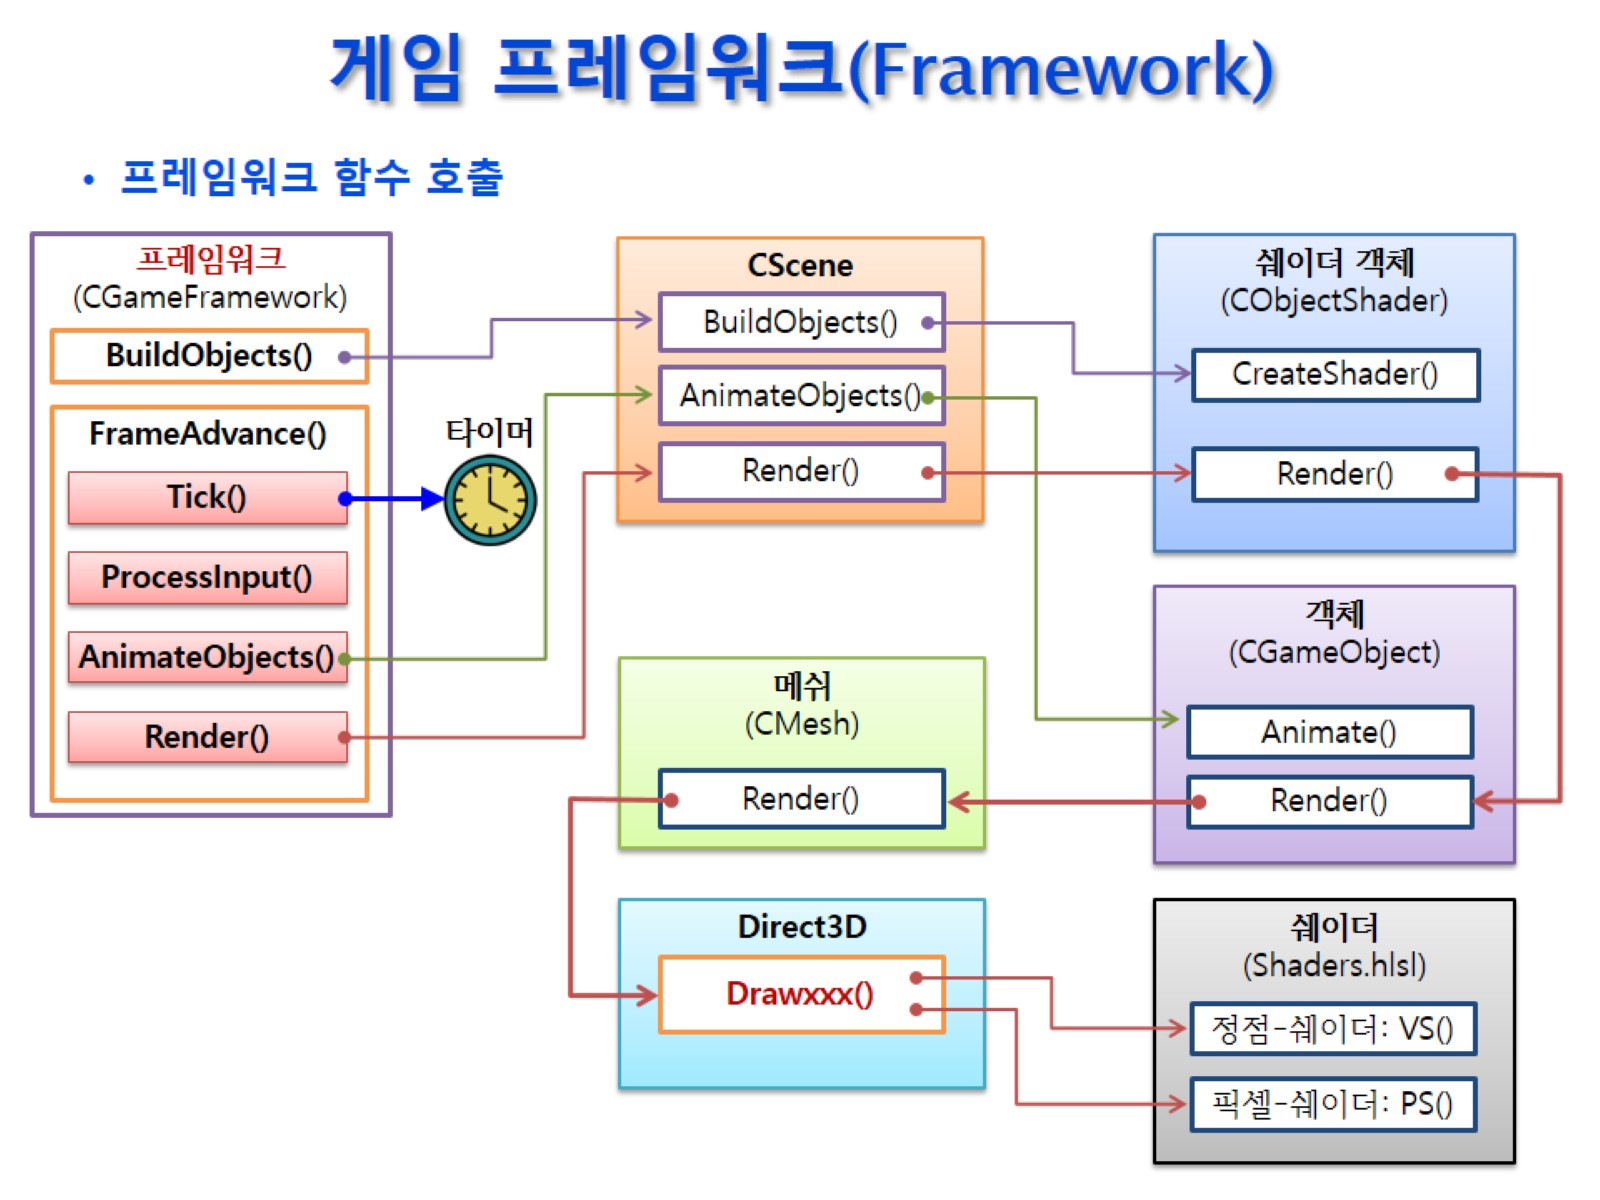 게임 프레임워크(Framework)
• 프레임워크 함수 호출
프레임워크
(CGameFramework)
BuildObjects()
FrameAdvance()
Tick()
ProcessInput()
AnimateObjects()
Render()
타이머
CScene
BuildObjects()
AnimateObjects()
Render()
쉐이더 객체
(CObjectShader)
CreateShader()
Render()
객체
(CGameObject)
Animate()
Render()
메쉬
(CMesh)
Render()
Direct3D
Drawxxx()
쉐이더
(Shaders.hlsl)
정점-쉐이더: VS()
픽셀-쉐이더: PS()